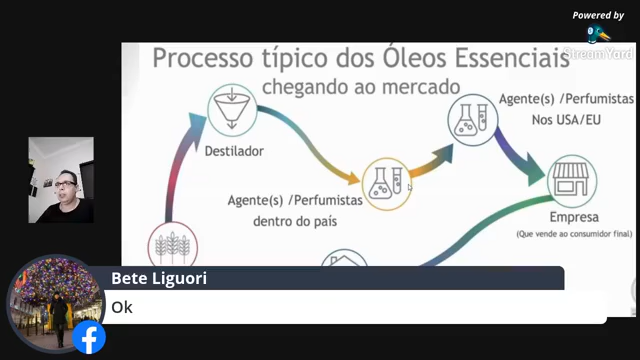 Powered by
StreamYard
Processo típico dos Óleos Essenciais
chegando ao mercado
Agente(s) /Perfumistas
Nos USA/EU
Destilador
Agente(s) /Perfumistas
dentro do país
Empresa
(Que vende ao consumidor final)
Bete Liguori
Ok